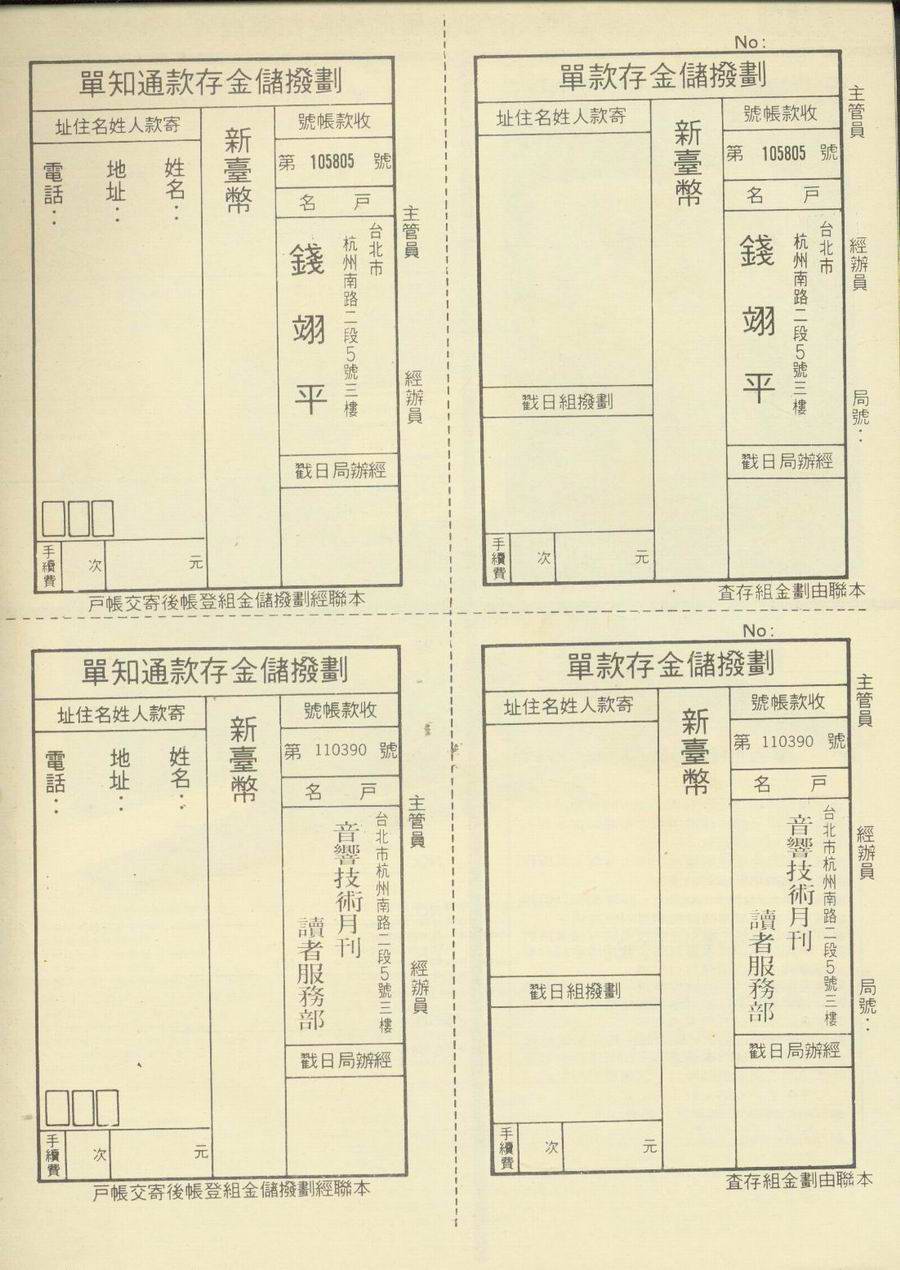 劃撥儲金存款通知單
寄款人姓名住址
姓名：
地址：
電話：
新臺幣
收款帳號
第 105805 號
戶 名
台北市
杭州南路二段5號三樓
錢翊平
經辦局日戳
手續費
次
元
主管員
經辦員
本聯經劃撥儲金組登帳後寄交帳戶
No:
劃撥儲金存款單
寄款人姓名住址
劃撥組日戳
新臺幣
收款帳號
第 105805 號
戶 名
台北市
杭州南路二段5號三樓
錢翊平
經辦局日戳
手續費
次
元
主管員
經辦員
局號：
本聯由劃金組存查
劃撥儲金存款通知單
寄款人姓名住址
姓名：
地址：
電話：
新臺幣
收款帳號
第 110390 號
戶 名
台北市杭州南路二段5號三樓
音響技術月刊
讀者服務部
經辦局日戳
手續費
次
元
主管員
經辦員
本聯經劃撥儲金組登帳後寄交帳戶
No:
劃撥儲金存款單
寄款人姓名住址
劃撥組日戳
新臺幣
收款帳號
第 110390 號
戶 名
台北市杭州南路二段5號三樓
音響技術月刊
讀者服務部
經辦局日戳
手續費
次
元
主管員
經辦員
局號：
本聯由劃金組存查